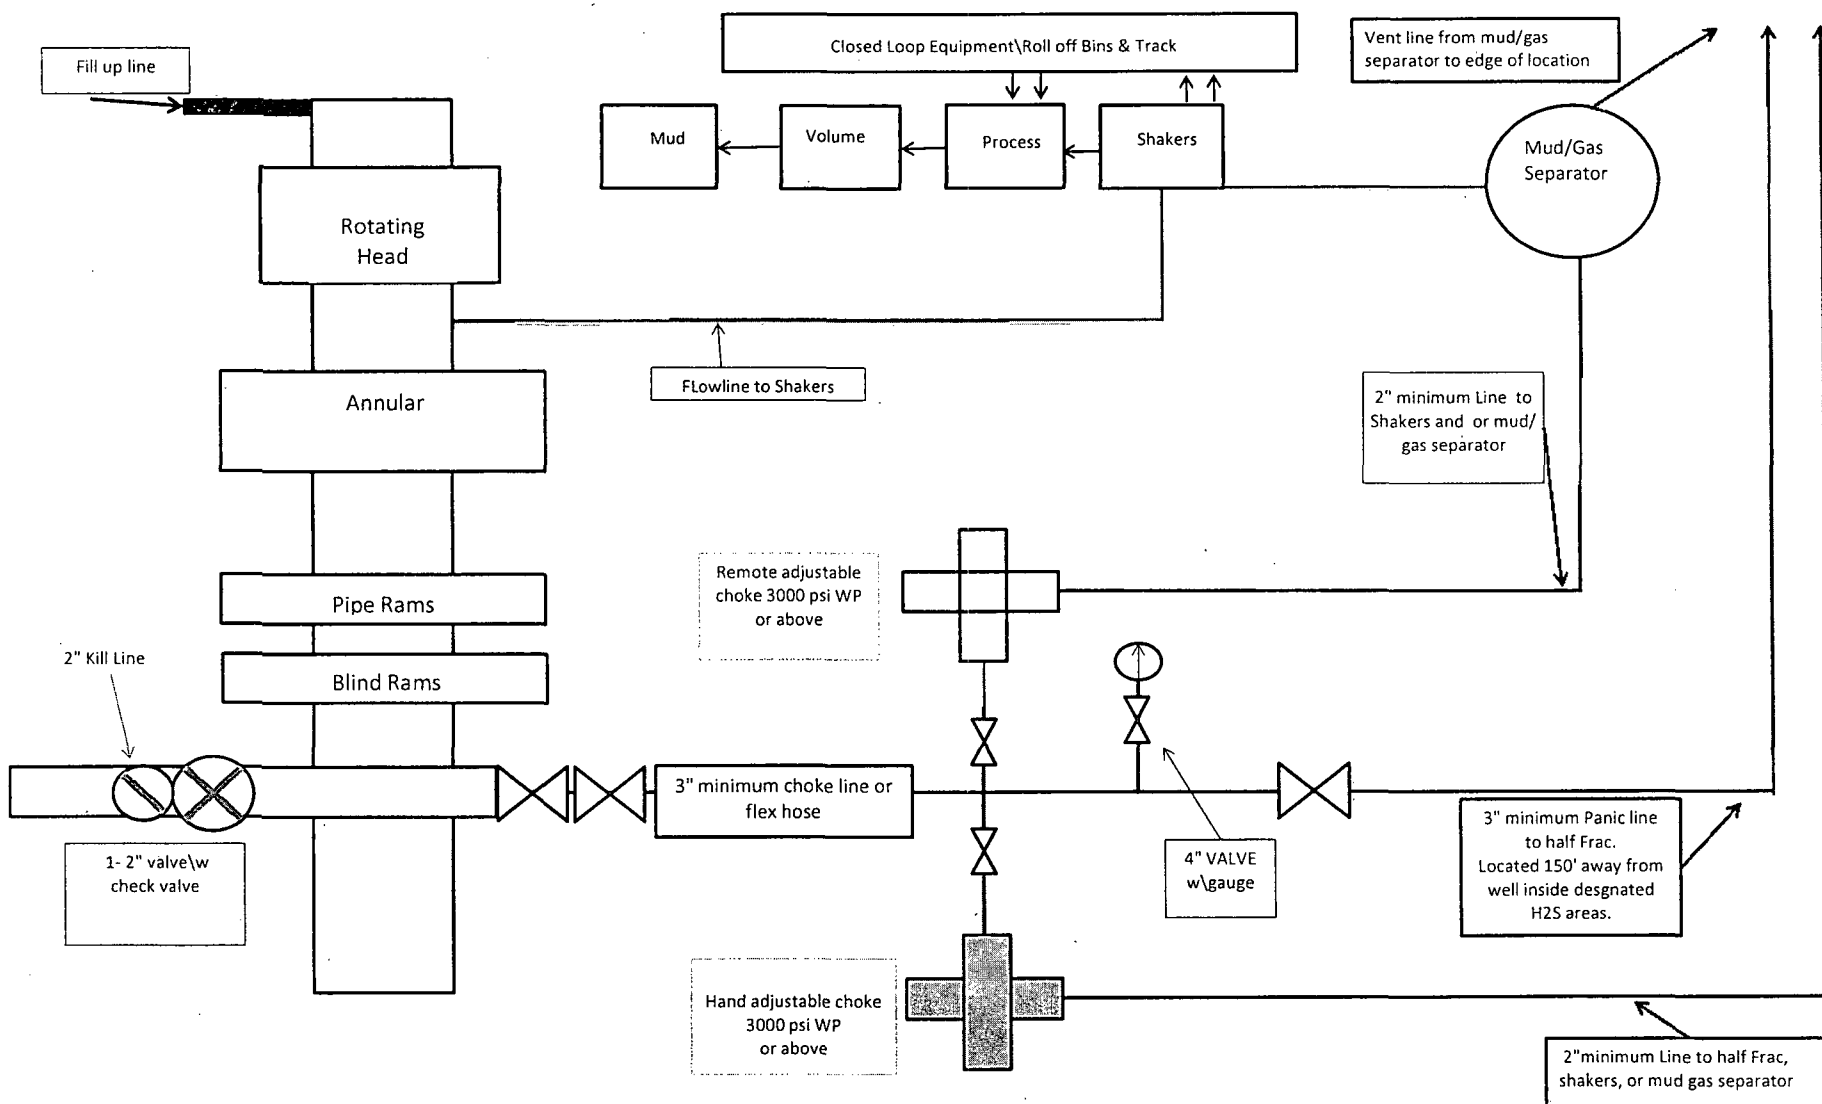 Closed Loop Equipment\Roll off Bins & Track
Vent line from mud/gas
separator to edge of location
Fill up line
Mud
Volume
Process
Shakers
Mud/Gas
Separator
Rotating
Head
FLowline to Shakers
Annular
2" minimum Line to
Shakers and or mud/
gas separator
Remote adjustable
choke 3000 psi WP
or above
Pipe Rams
2" Kill Line
Blind Rams
3" minimum choke line or
flex hose
1- 2" valve\w
check valve
4" VALVE
w\gauge
3" minimum Panic line
to half Frac.
Located 150' away from
well inside desgnated
H2S areas.
Hand adjustable choke
3000 psi WP
or above
2"minimum Line to half Frac,
shakers, or mud gas separator